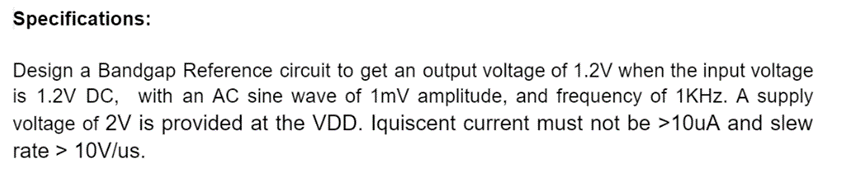 Specifications:
Design a Bandgap Reference circuit to get an output voltage of 1.2V when the input voltage
is 1.2V DC, with an AC sine wave of 1mV amplitude, and frequency of 1KHz. A supply
voltage of 2V is provided at the VDD. Iquiscent current must not be >10uA and slew
rate > 10V/us.